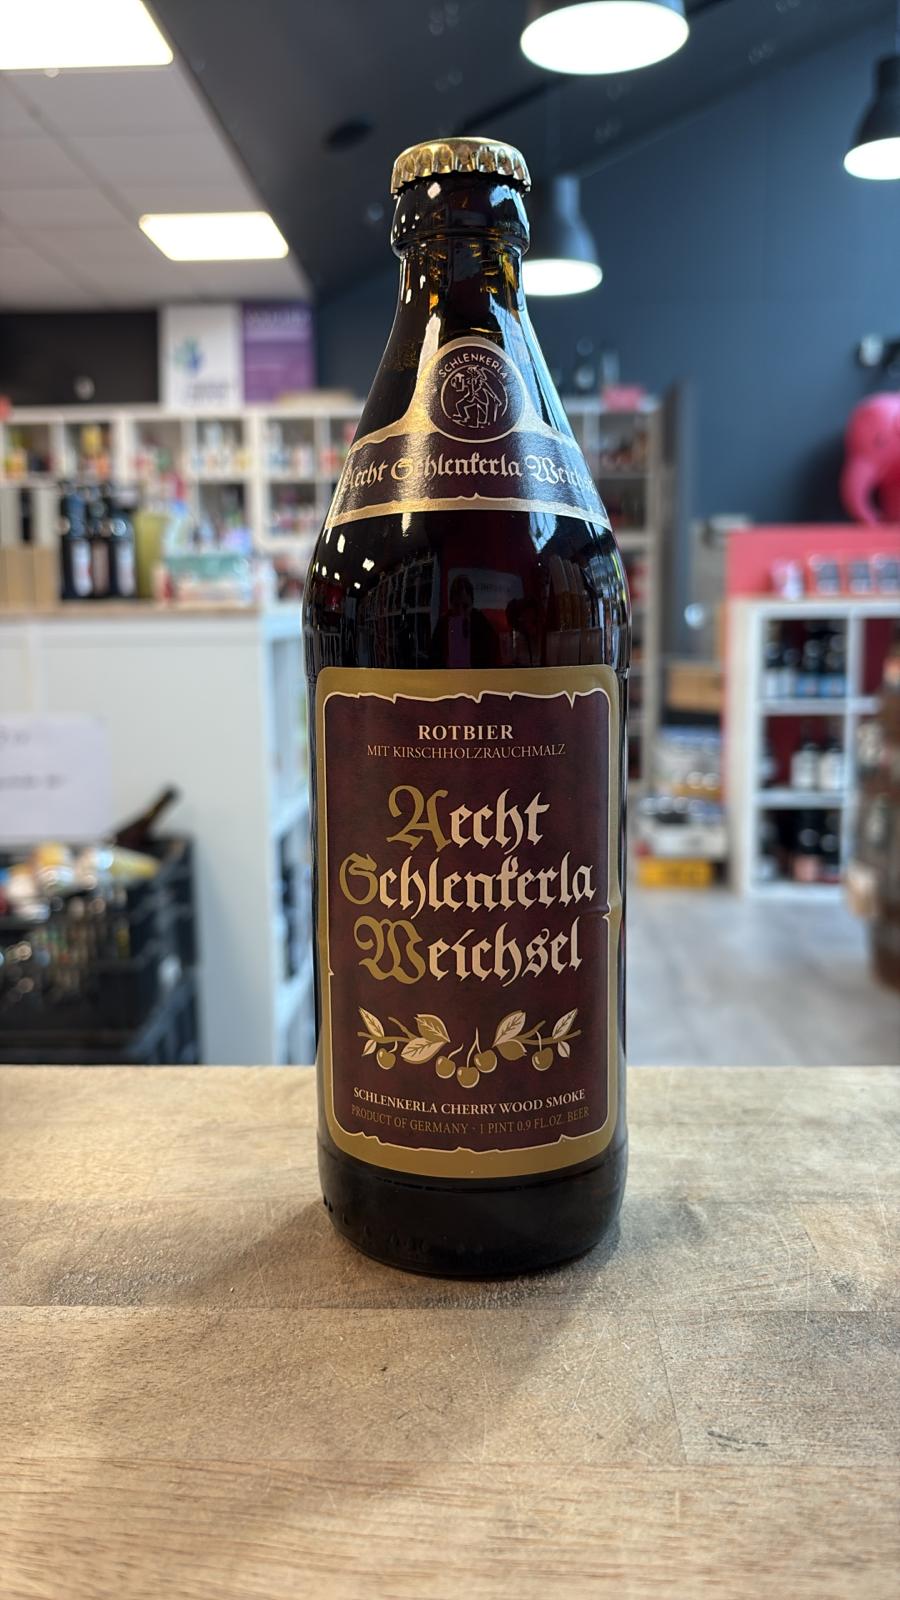 SCHLENKERLA
Aecht Schlenkerla
ROTBIER
MIT KIRSCHHOLZRAUCHMALZ
Aecht
Schlenkerla
Weichsel
SCHLENKERLA CHERRY WOOD SMOKE
PRODUCT OF GERMANY - 1 PINT 0.9 FL.OZ. BEER